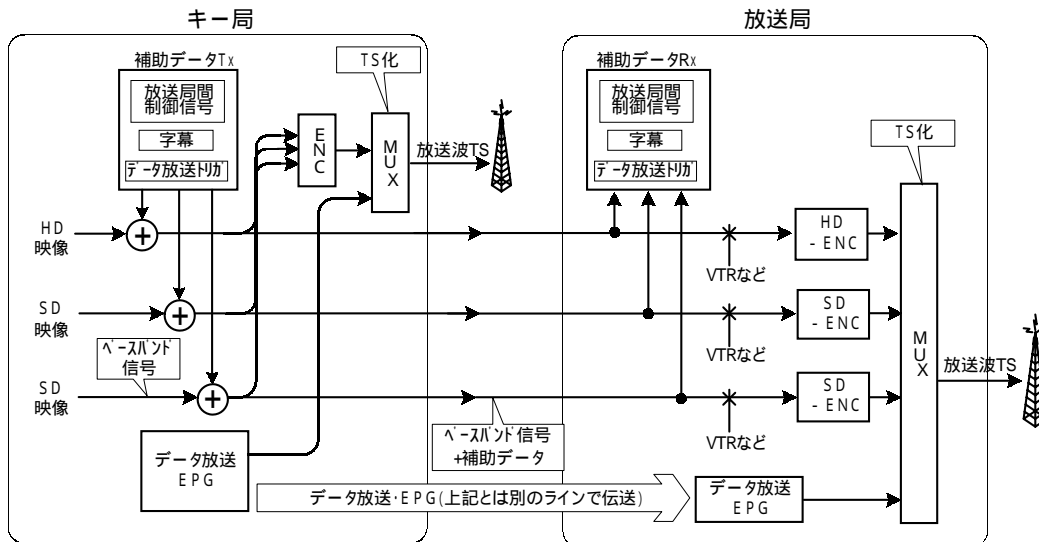 キー局
放送局
補助データTx
放送局間
制御信号
字幕
データ放送トリガ
TS化
ENC
MUX
放送波TS
補助データRx
放送局間
制御信号
字幕
データ放送トリガ
TS化
HD
映像
HD
-ENC
VTRなど
SD
映像
SD
-ENC
VTRなど
MUX
放送波TS
ベースバンド
信号
SD
映像
SD
-ENC
VTRなど
ベースバンド信号
+補助データ
データ放送
EPG
データ放送・EPG(上記とは別のラインで伝送)
データ放送
EPG